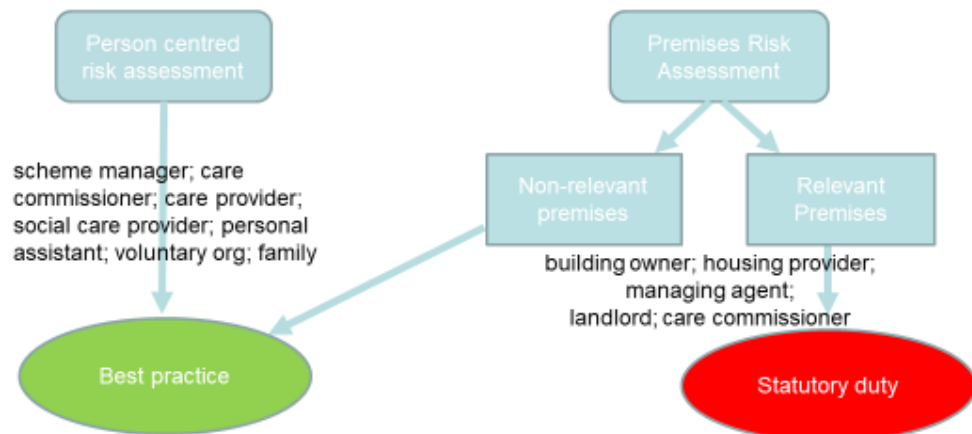 Person centred
risk assessment
Premises Risk
Assessment
scheme manager; care
commissioner; care provider;
social care provider; personal
assistant; voluntary org; family
Non-relevant
premises
Relevant
Premises
building owner; housing provider;
managing agent;
landlord; care commissioner
Best practice
Statutory duty